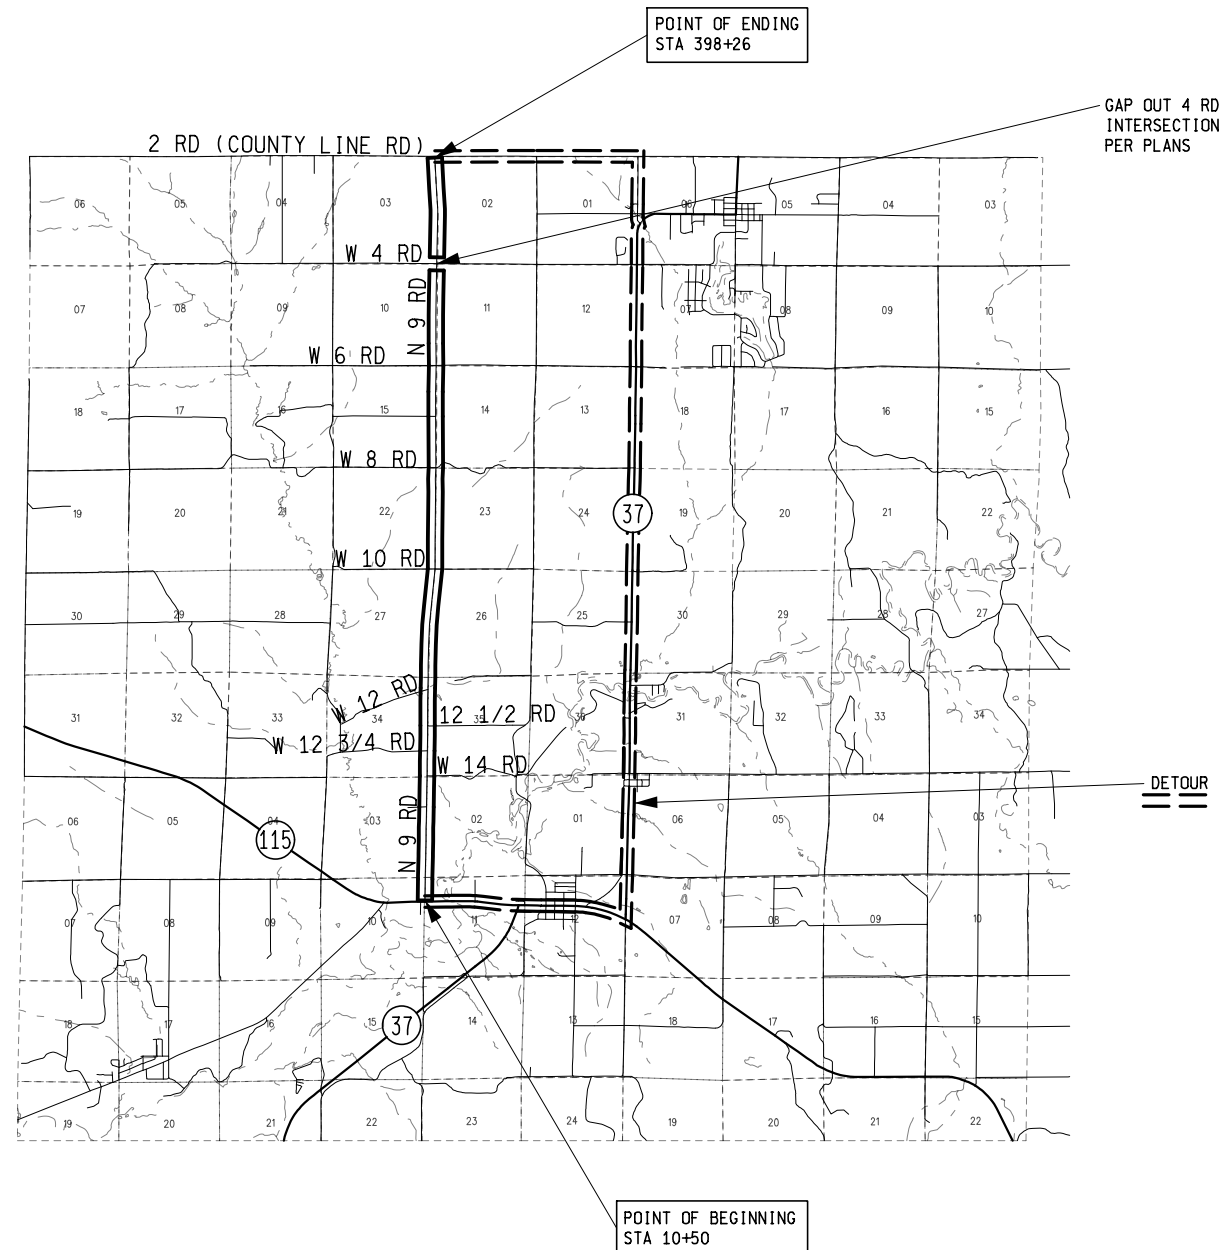 POINT OF ENDING
STA 398+26
GAP OUT 4 RD
INTERSECTION
PER PLANS
2 RD (COUNTY LINE RD)
06 05 04 03 02 01 06 05 04 03
W 4 RD
N 9 RD
07 08 09 10 11 12 07 08 09 10
W 6 RD
18 17 16 15 14 13 18 17 16 15
W 8 RD
19 20 21 22 23 24 37 19 20 21 22
W 10 RD
30 29 28 27 26 25 30 29 28 27
W 12 RD
31 32 33 34 35 36 31 32 33 34
12 1/2 RD
W 12 3/4 RD
W 14 RD
DETOUR
N 9 RD
06 05 04 03 02 01 06 05 04 03
115
07 08 09 10 11 12 07 08 09 10
18 17 16 15 14 13 18 17 16 15
37
19 20 21 22 23 24 19 20 21 22
POINT OF BEGINNING
STA 10+50